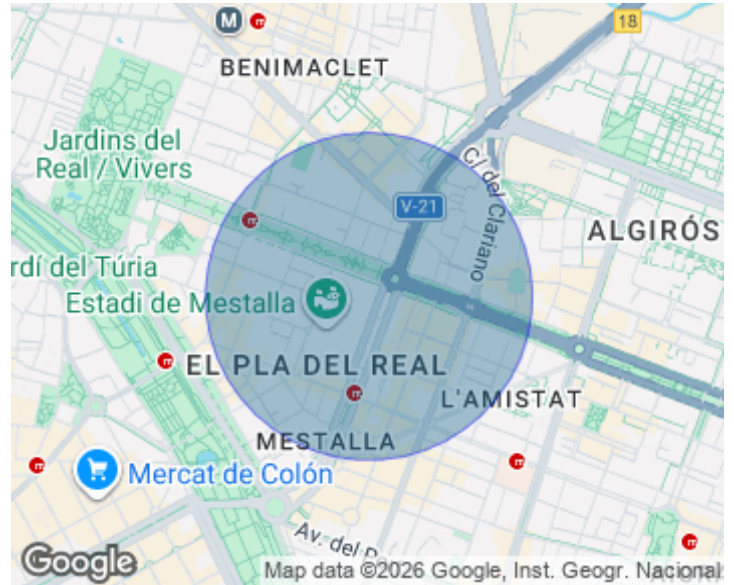 18
M
BENIMACLET
Jardins del
Real / Vivers
C/ del Clariano
V-21
ALGIRÓS
rdí del Túria
Estadi de Mestalla
EL PLA DEL REAL
L'AMISTAT
MESTALLA
Mercat de Colón
Av. del
Google
Map data ©2026 Google, Inst. Geogr. Nacional